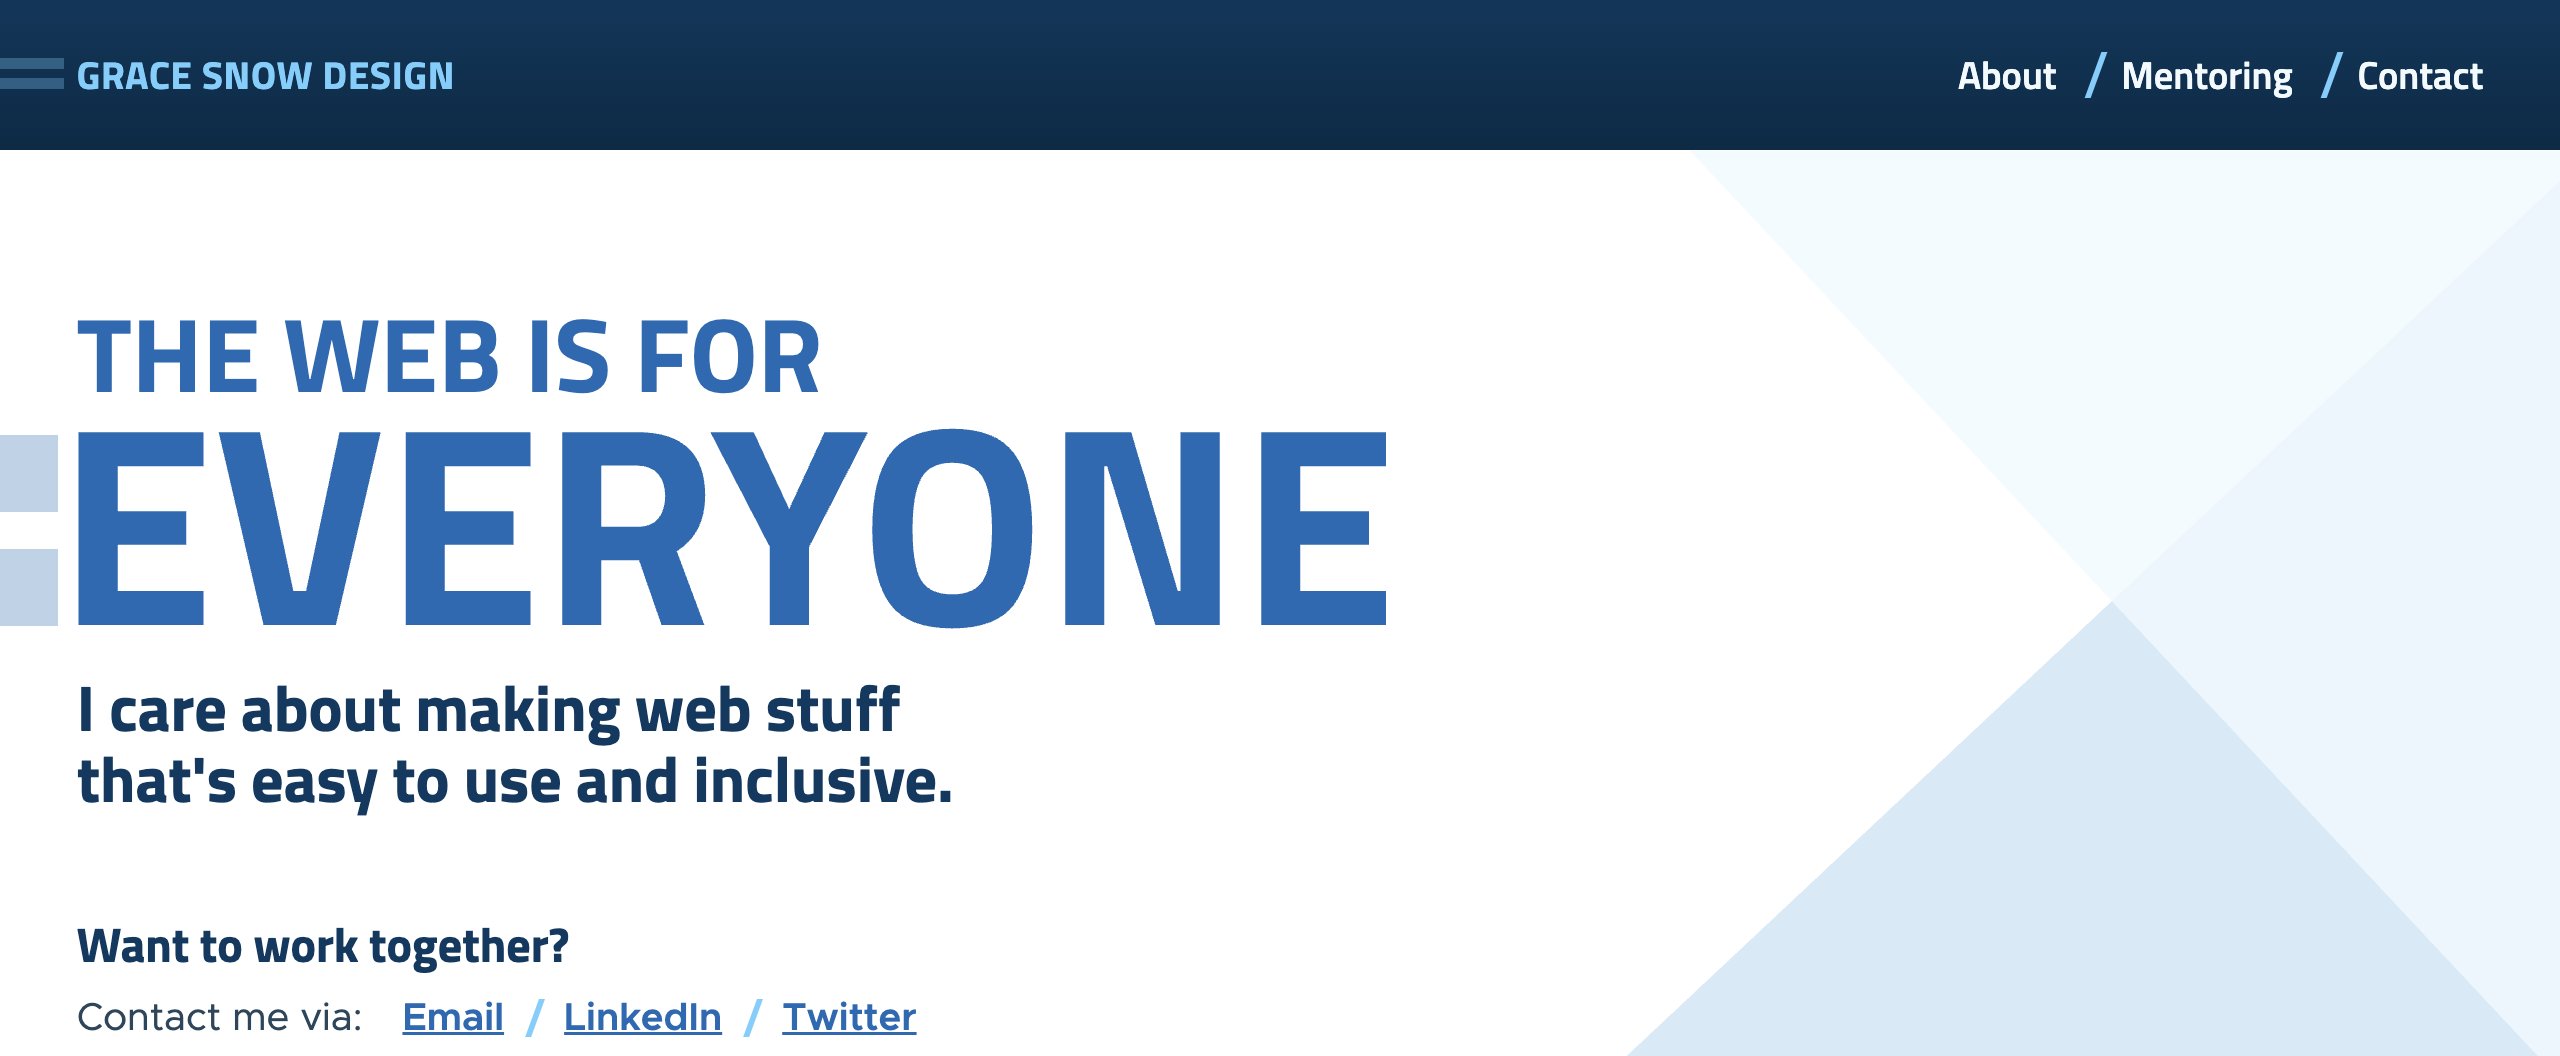 GRACE SNOW DESIGN
About / Mentoring / Contact
THE WEB IS FOR
EVERYONE
I care about making web stuff
that's easy to use and inclusive.
Want to work together?
Contact me via: Email / LinkedIn / Twitter